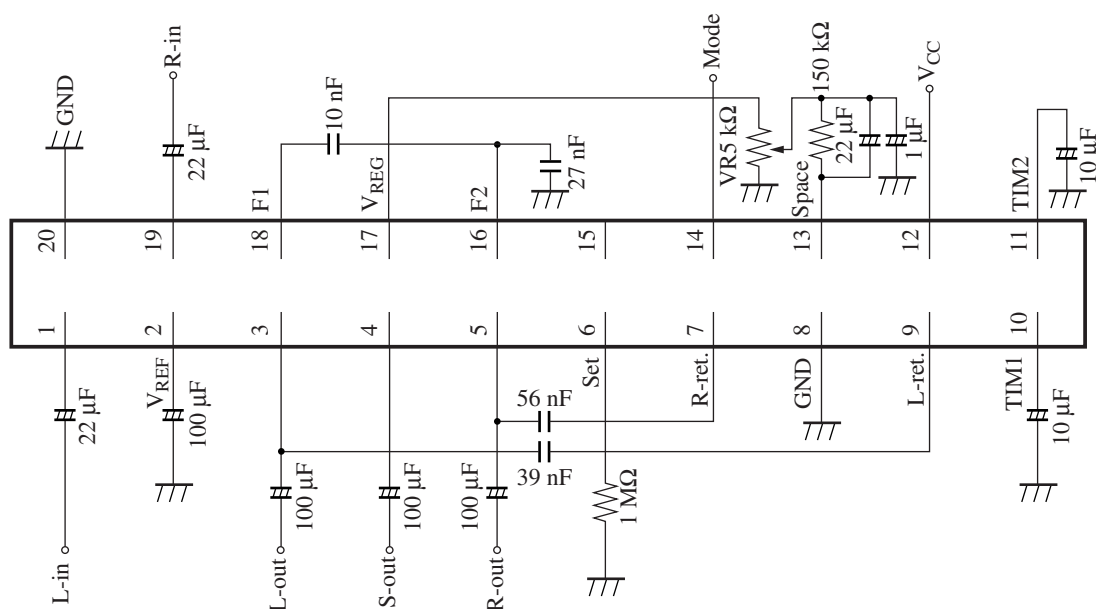 GND
R-in
22 µF
F1
10 nF
V_REG
F2
27 nF
Mode
VR5 kΩ
150 kΩ
Space
22 µF
1 µF
V_CC
TIM2
10 µF
20
19
18
17
16
15
14
13
12
11
1
2
3
4
5
6
7
8
9
10
22 µF
L-in
V_REF
100 µF
L-out
100 µF
S-out
100 µF
R-out
100 µF
56 nF
39 nF
Set
1 MΩ
R-ret.
GND
L-ret.
TIM1
10 µF